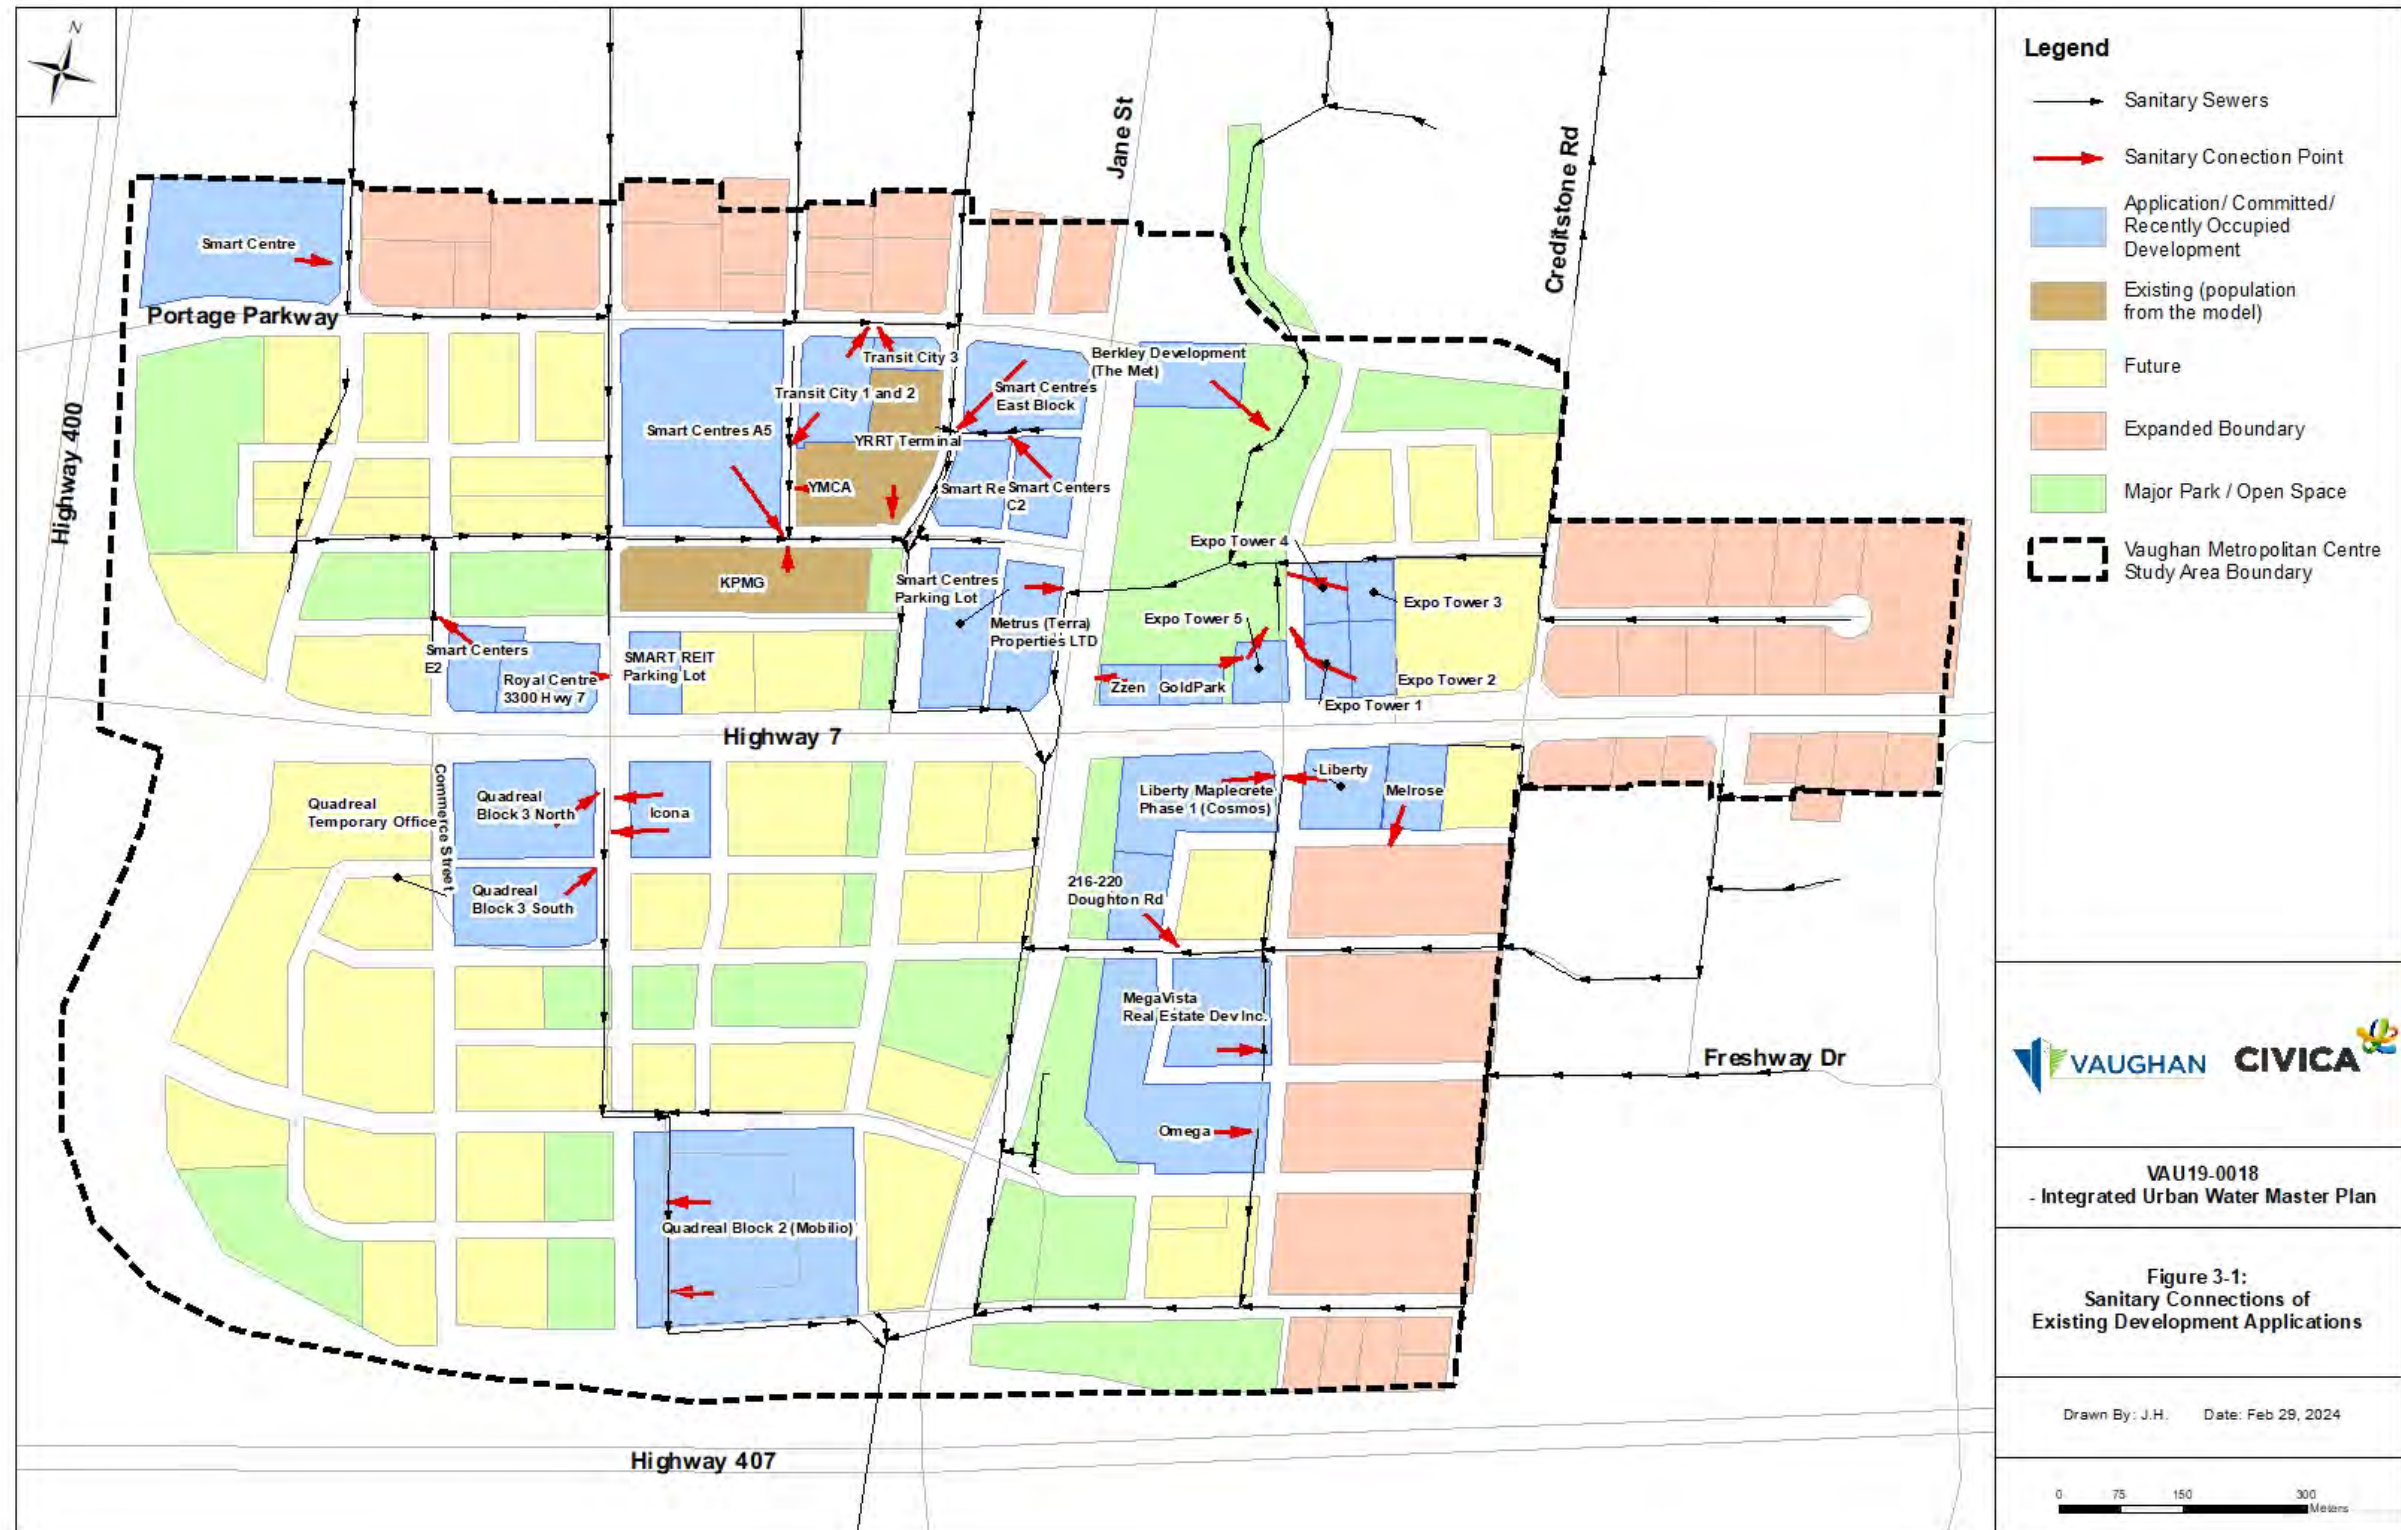 N
Jane St
Creditstone Rd
Smart Centre
Portage Parkway
Highway 400
Transit City 3
Transit City 1 and 2
Smart Centres
East Block
Berkley Development
(The Met)
Smart Centres A5
YRRT Terminal
YMCA
Smart Re
Smart Centers
C2
Expo Tower 4
KPMG
Smart Centres
Parking Lot
Expo Tower 3
Metrus (Terra)
Properties LTD
Expo Tower 5
Smart Centers
E2
SMART REIT
Parking Lot
Royal Centre
3300 Hwy 7
Zzen
GoldPark
Expo Tower 2
Expo Tower 1
Highway 7
Commerce Street
Quadreal
Temporary Office
Quadreal
Block 3 North
Icona
Liberty Maplecrete
Phase 1 (Cosmos)
Liberty
Melrose
Quadreal
Block 3 South
216-220
Doughton Rd
MegaVista
Real Estate Dev Inc.
Freshway Dr
Omega
Quadreal Block 2 (Mobilio)
Highway 407
Legend
Sanitary Sewers
Sanitary Conection Point
Application/ Committed/
Recently Occupied
Development
Existing (population
from the model)
Future
Expanded Boundary
Major Park / Open Space
Vaughan Metropolitan Centre
Study Area Boundary
VAUGHAN
CIVICA
VAU19-0018
- Integrated Urban Water Master Plan
Figure 3-1:
Sanitary Connections of
Existing Development Applications
Drawn By: J.H. Date: Feb 29, 2024
0 75 150 300
Meters